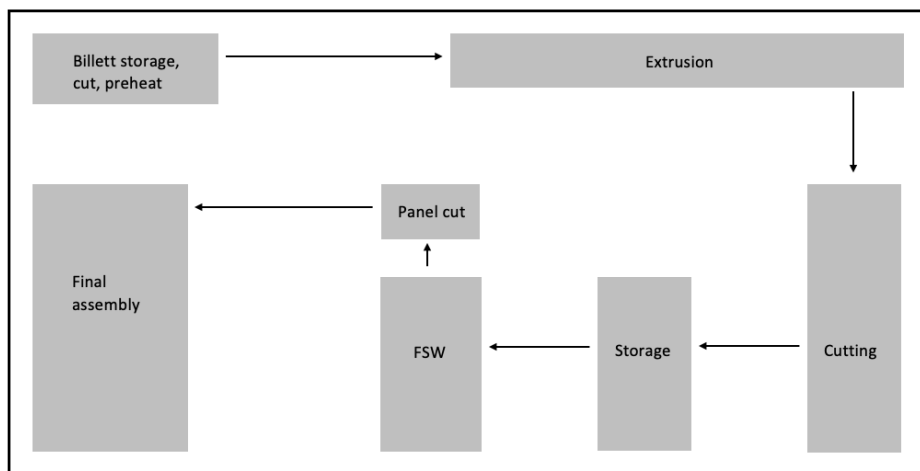 Billett storage,
cut, preheat
Extrusion
Panel cut
Final
assembly
FSW
Storage
Cutting